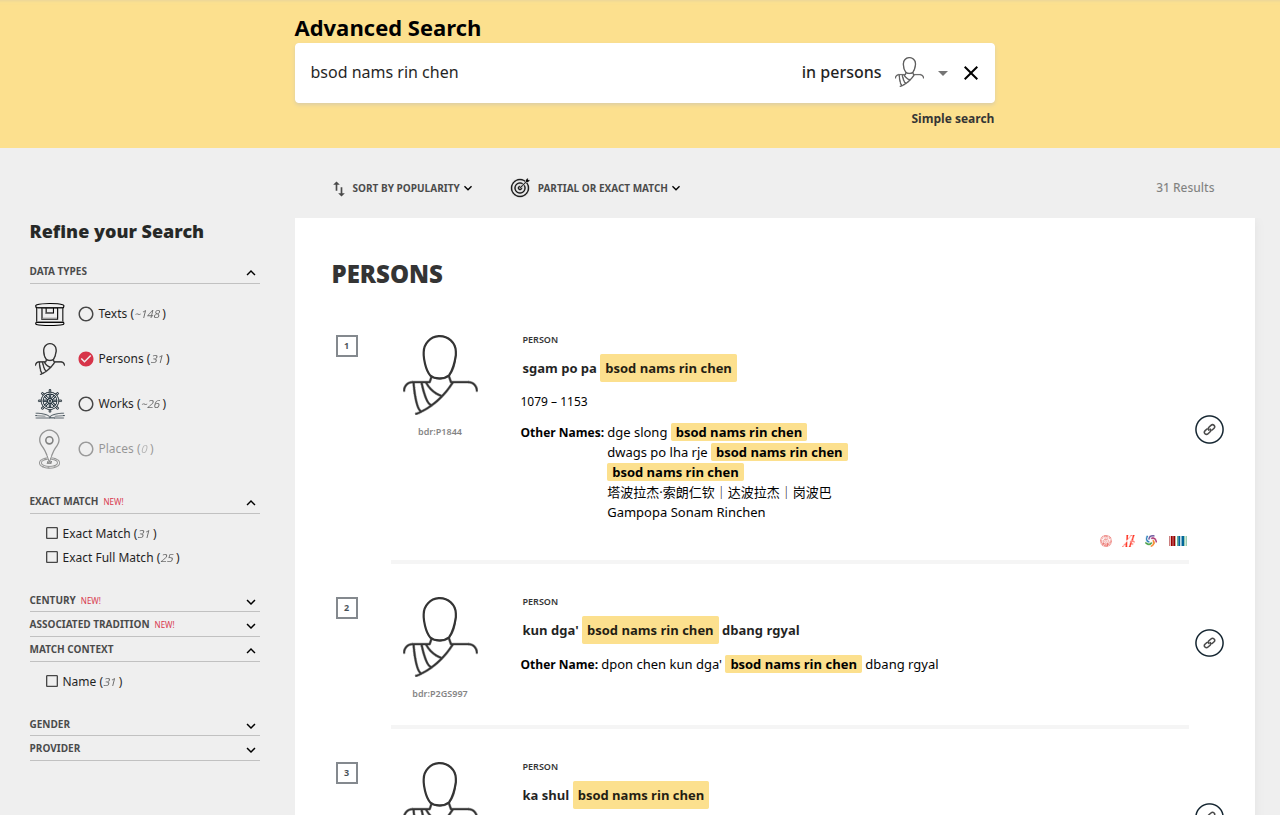 Advanced Search
bsod nams rin chen
in persons
Simple search
SORT BY POPULARITY
PARTIAL OR EXACT MATCH
31 Results
Refine your Search
DATA TYPES
Texts (~148)
Persons (31)
Works (~26)
Places (0)
EXACT MATCH NEW!
Exact Match (31)
Exact Full Match (25)
CENTURY NEW!
ASSOCIATED TRADITION NEW!
MATCH CONTEXT
Name (31)
GENDER
PROVIDER
PERSONS
1
PERSON
sgam po pa bsod nams rin chen
1079 – 1153
bdr:P1844
Other Names: dge slong bsod nams rin chen
dwags po lha rje bsod nams rin chen
bsod nams rin chen
塔波拉杰·索朗仁钦｜达波拉杰｜岗波巴
Gampopa Sonam Rinchen
2
PERSON
kun dga' bsod nams rin chen dbang rgyal
Other Name: dpon chen kun dga' bsod nams rin chen dbang rgyal
bdr:P2GS997
3
PERSON
ka shul bsod nams rin chen